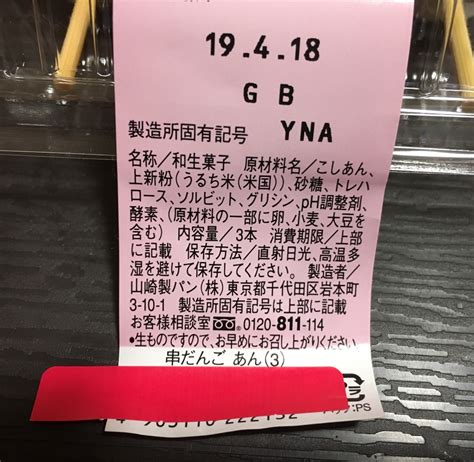 19.4.18
G B
製造所固有記号 YNA
名称／和生菓子 原材料名／こしあん、
上新粉（うるち米（米国））、砂糖、トレハ
ロース、ソルビット、グリシン、pH調整剤、
酵素、（原材料の一部に卵、小麦、大豆を
含む） 内容量／3本 消費期限／上部
に記載 保存方法／直射日光、高温多
湿を避けて保存してください。 製造者／
山崎製パン（株）東京都千代田区岩本町
3-10-1 製造所固有記号は上部に記載
お客様相談室 0120-811-114
●生ものですので、お早めにお召し上がりください
串だんご あん（3）
:PS